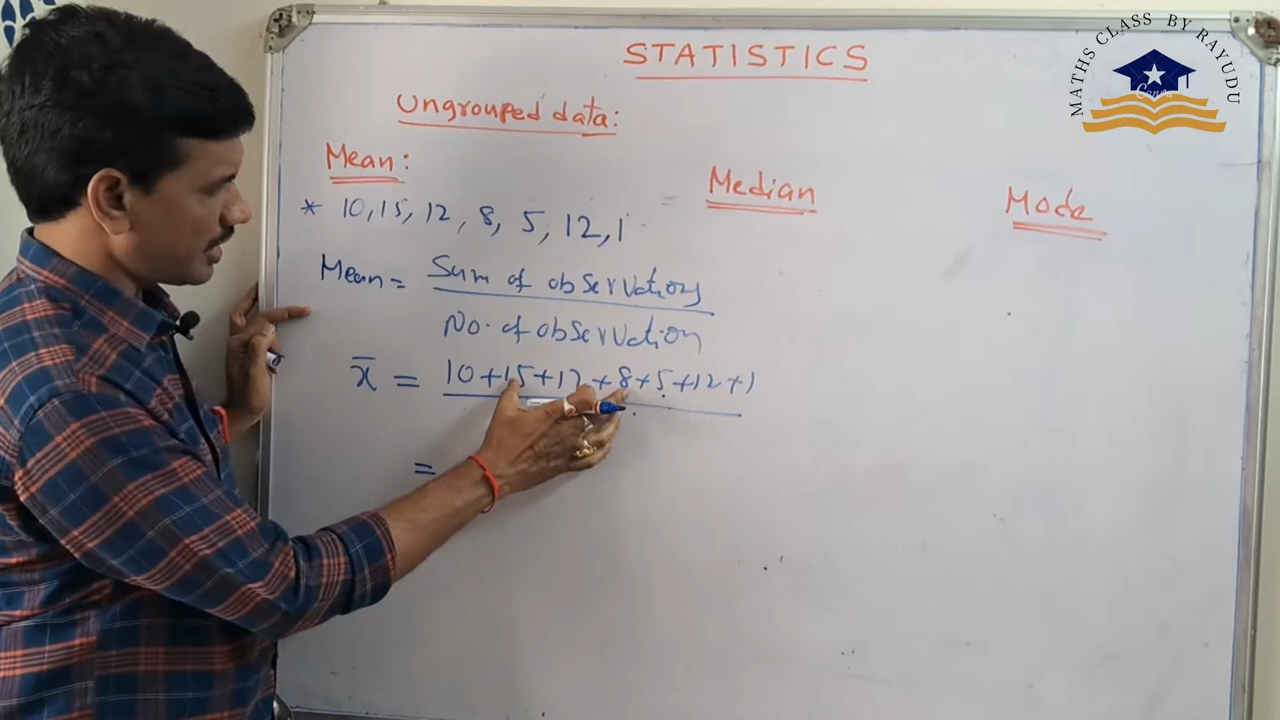 STATISTICS
MATHS CLASS BY RAYUDU
Ungrouped data:
Mean:
Median
Mode
* 10, 15, 12, 8, 5, 12, 1
Mean = Sum of observations
No. of observation
x̄ = 10+15+12+8+5+12+1
=